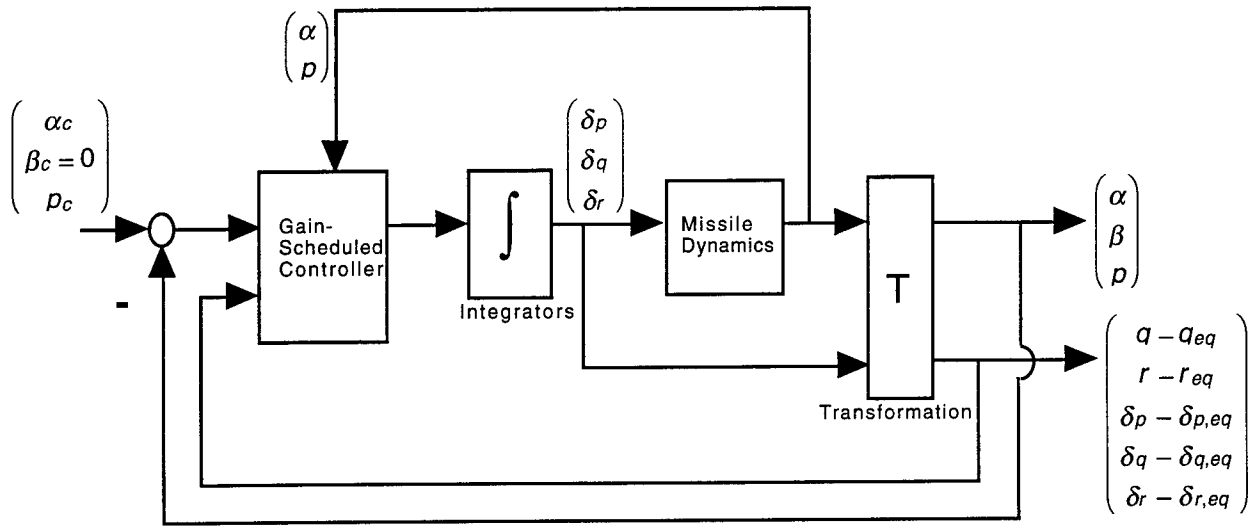 α
p
αc
βc = 0
pc
-
Gain-
Scheduled
Controller
∫
Integrators
δp
δq
δr
Missile
Dynamics
T
Transformation
α
β
p
q – qeq
r – req
δp – δp,eq
δq – δq,eq
δr – δr,eq